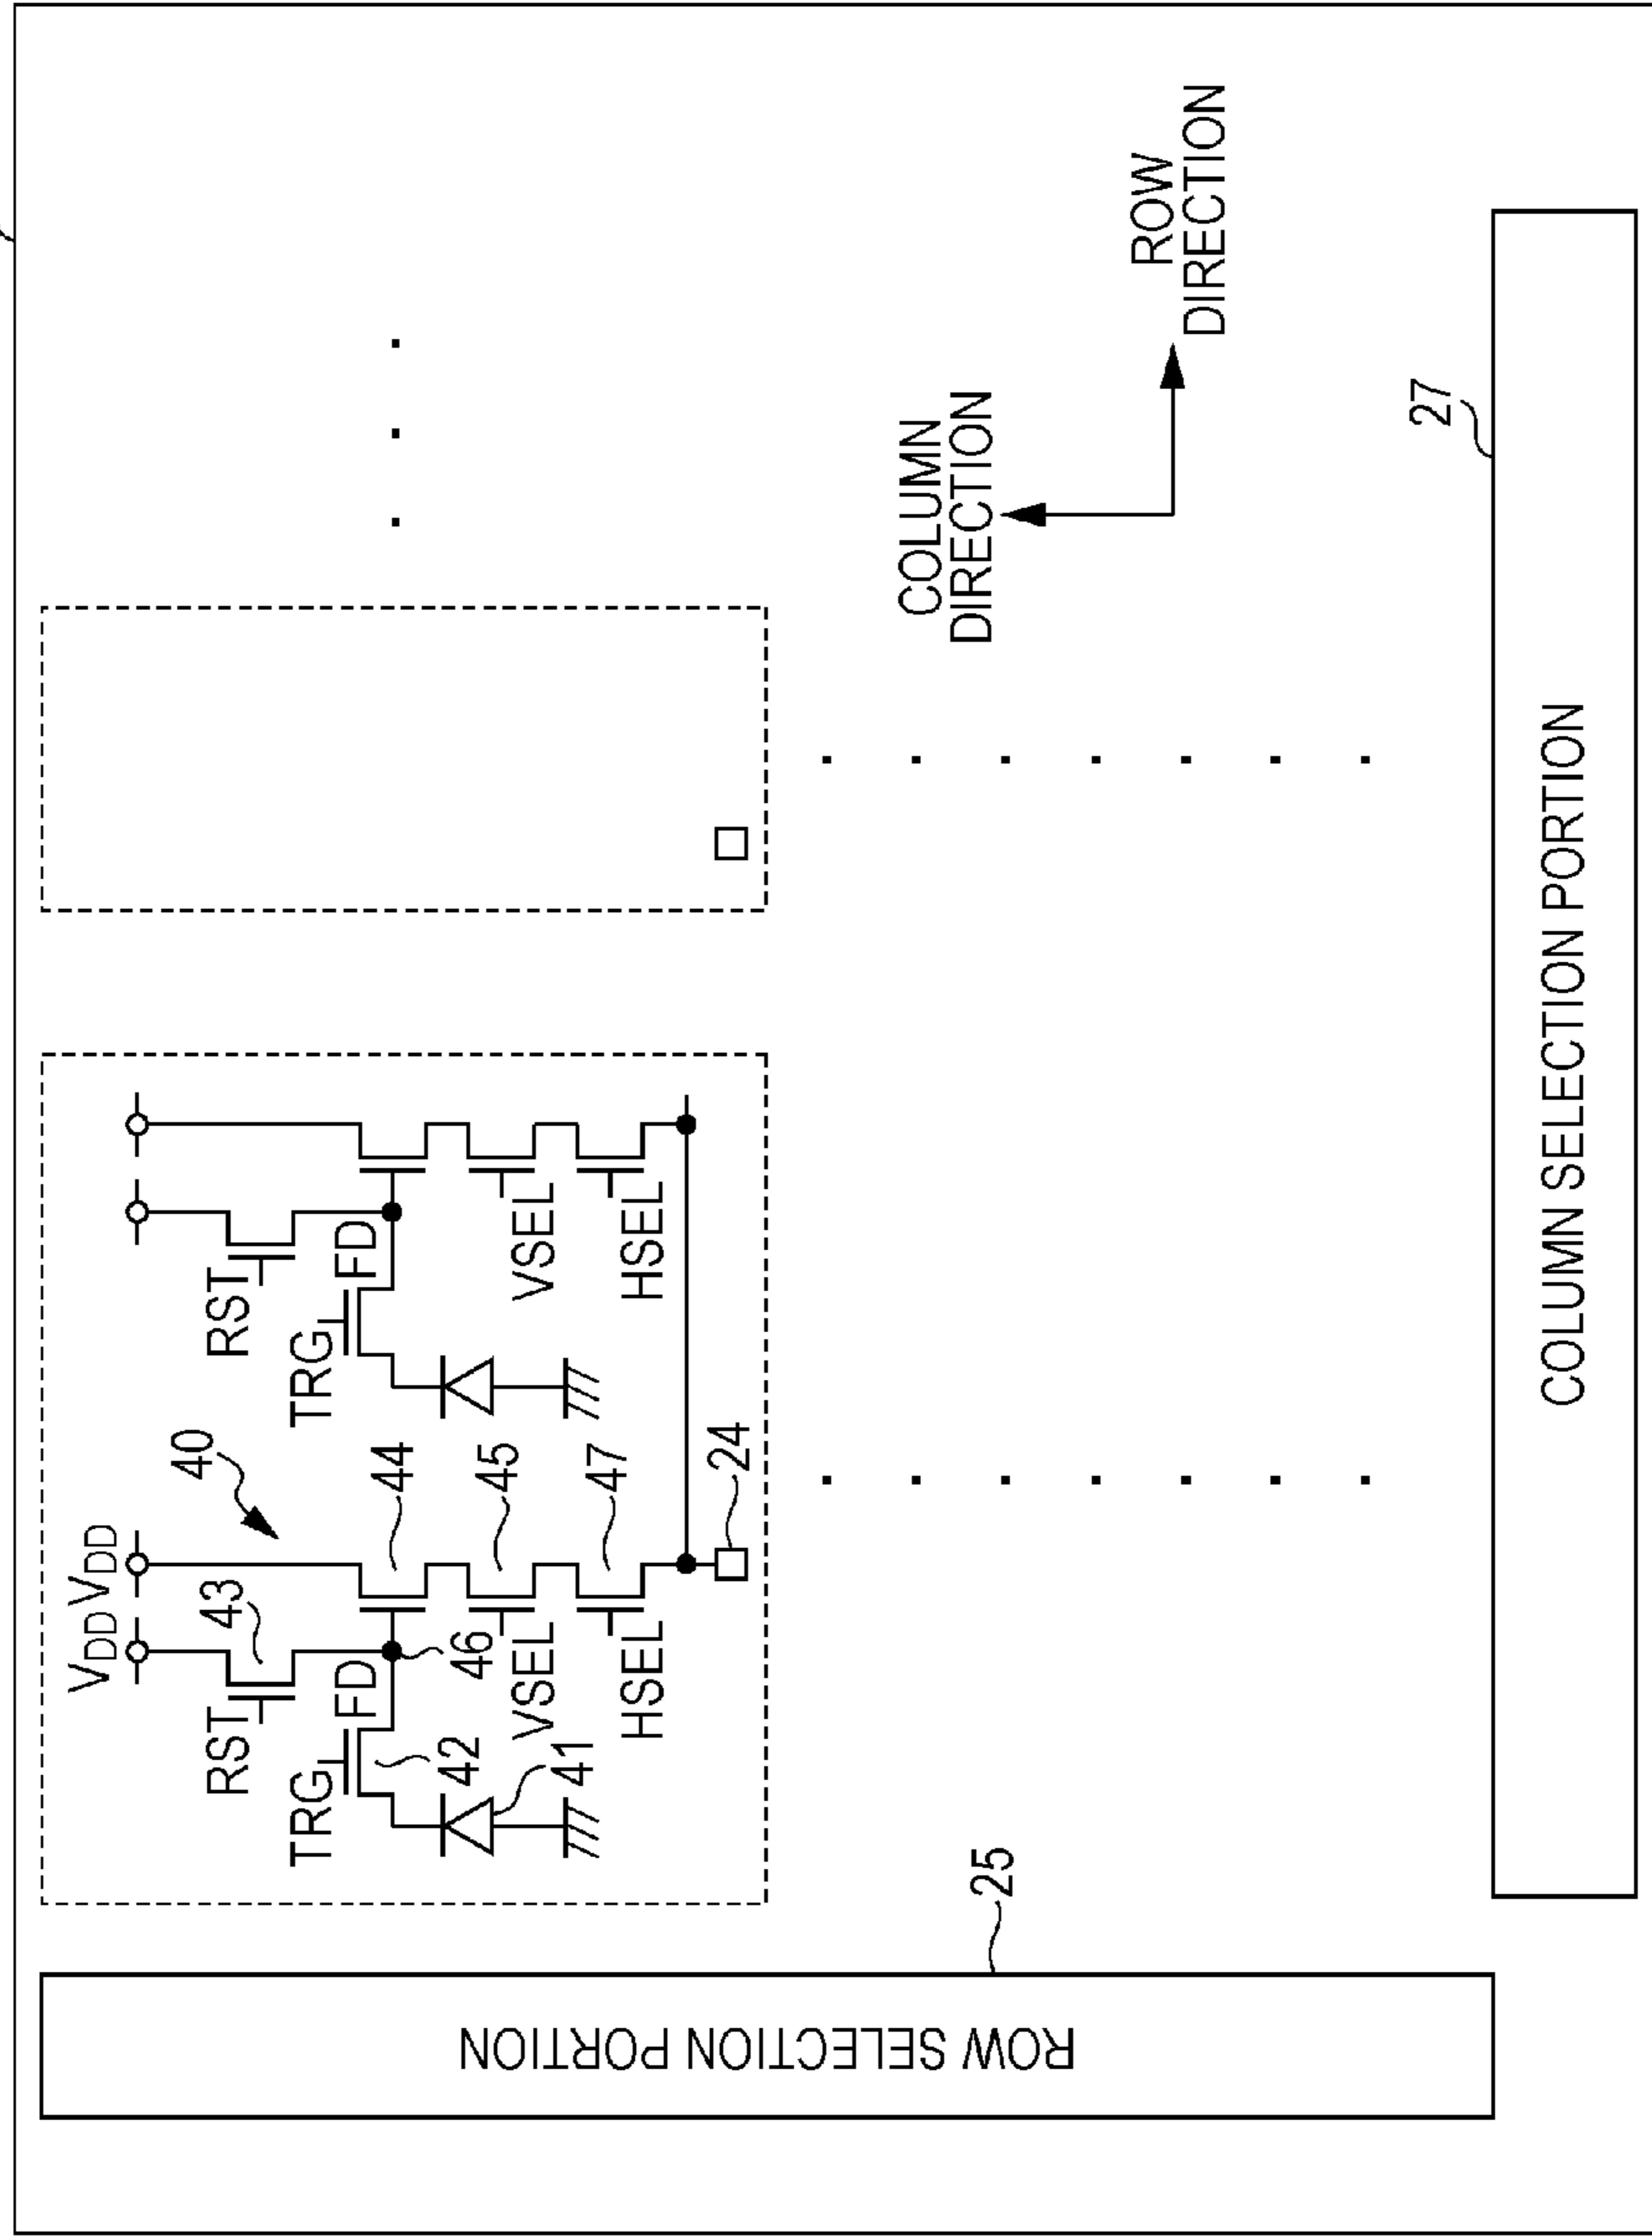 VDD VDD
40
43
RST
TRG
FD
44
42
46
45
41
VSEL
47
HSEL
24
RST
TRG
FD
VSEL
HSEL
25
ROW SELECTION PORTION
COLUMN
DIRECTION
ROW
DIRECTION
27
COLUMN SELECTION PORTION